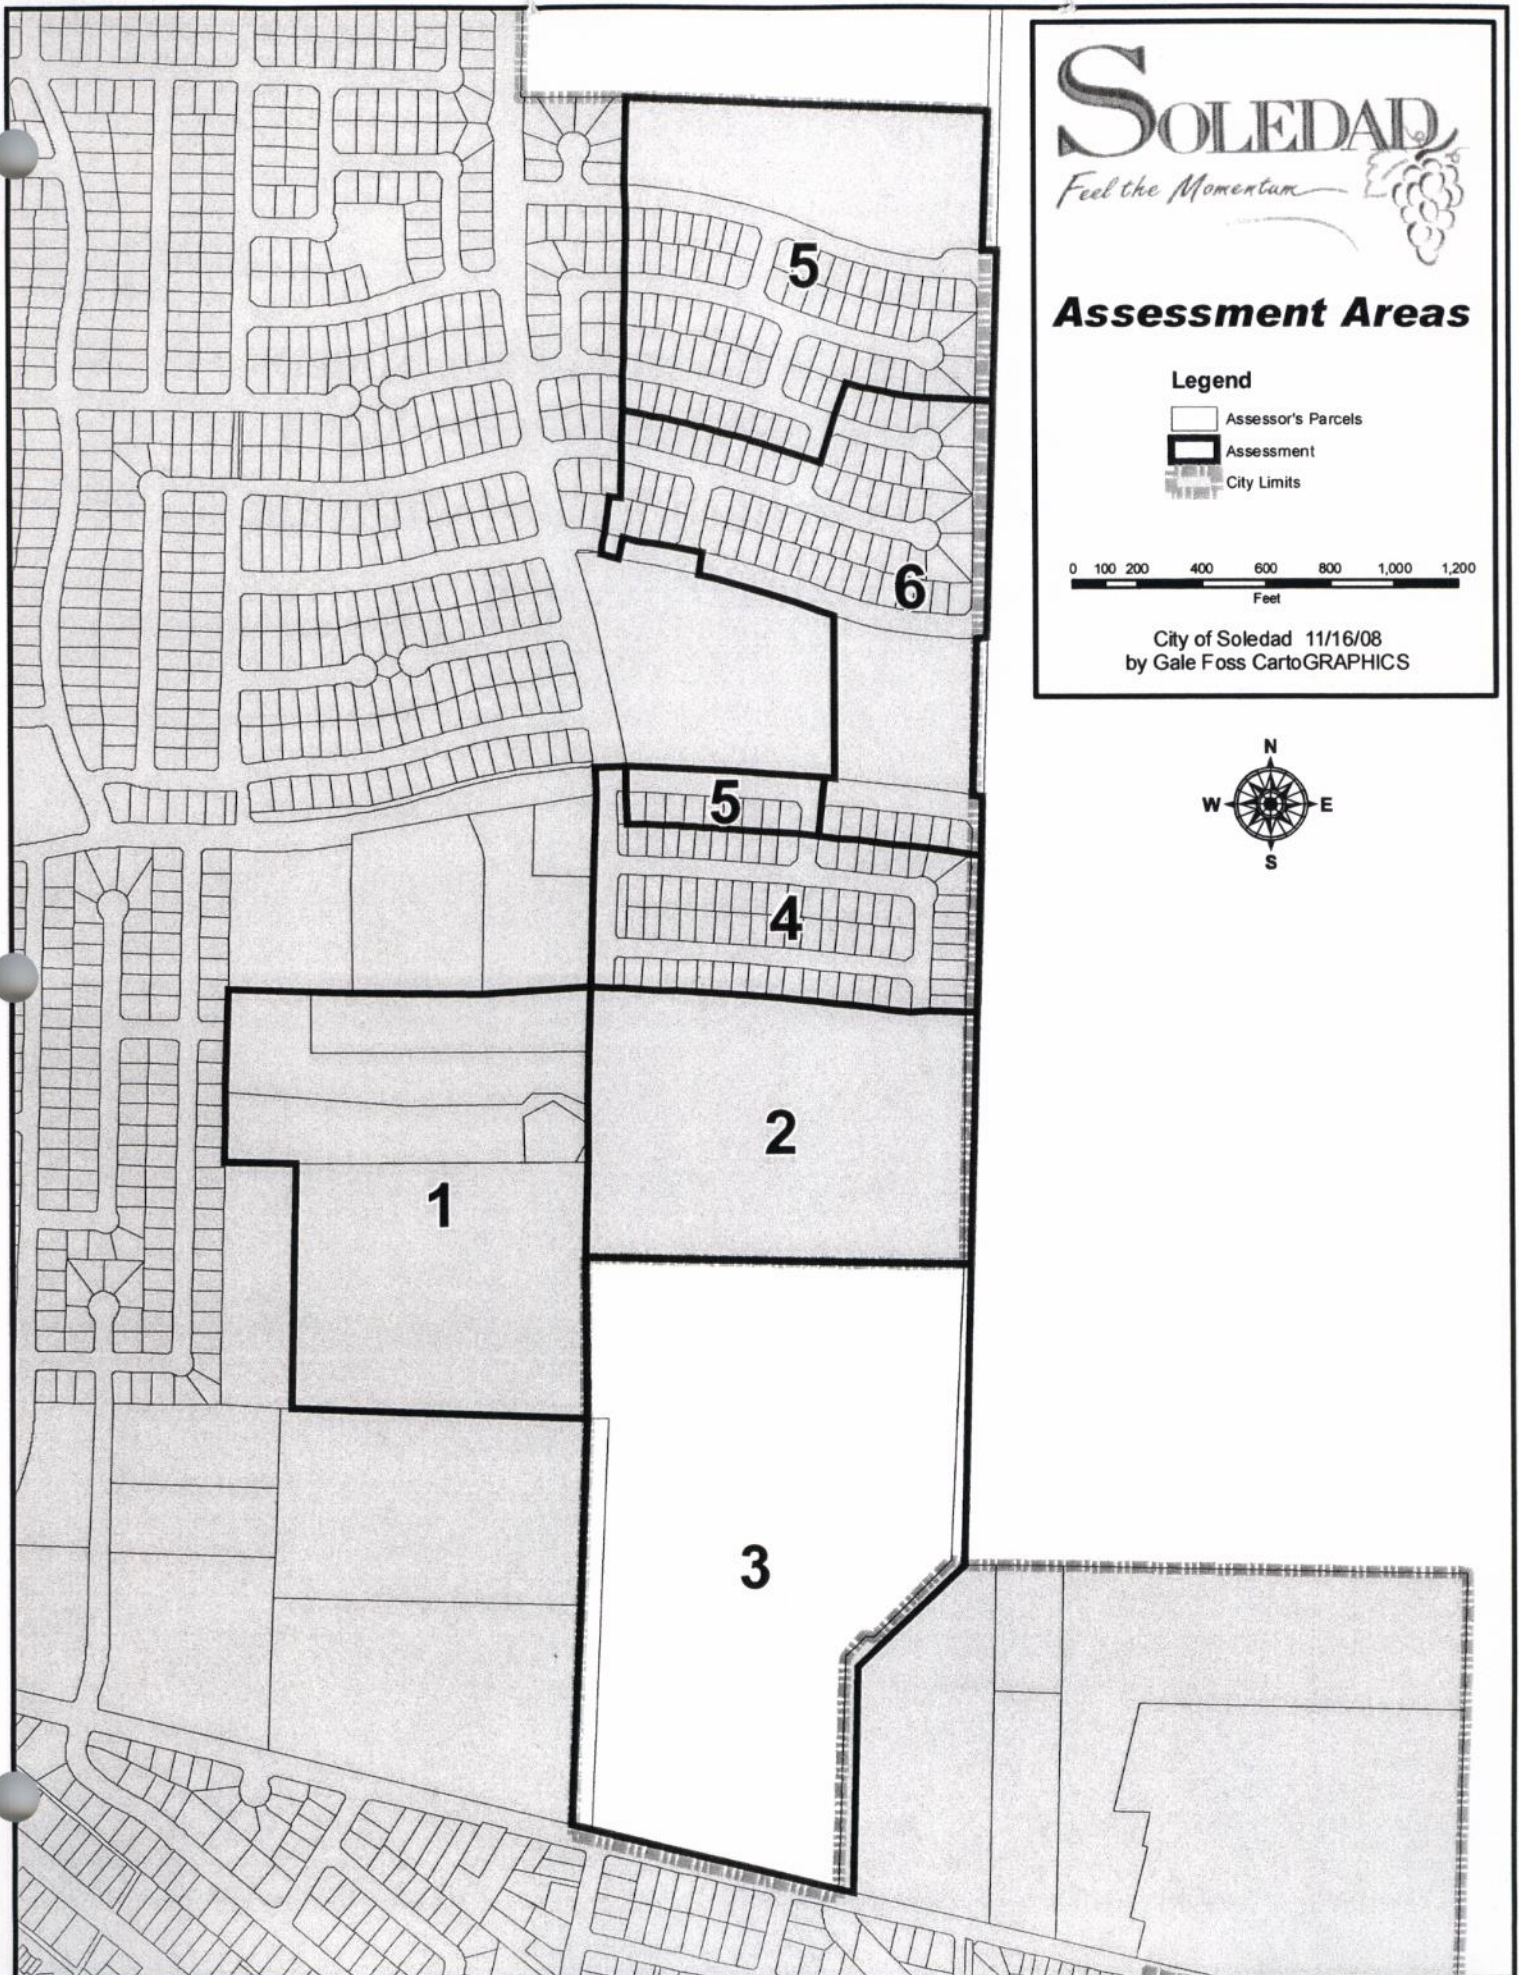 SOLEDAD
Feel the Momentum
Assessment Areas
Legend
Assessor's Parcels
Assessment
City Limits
0 100 200 400 600 800 1,000 1,200
Feet
City of Soledad 11/16/08
by Gale Foss CartoGRAPHICS
N
W E
S
5
6
5
4
2
1
3